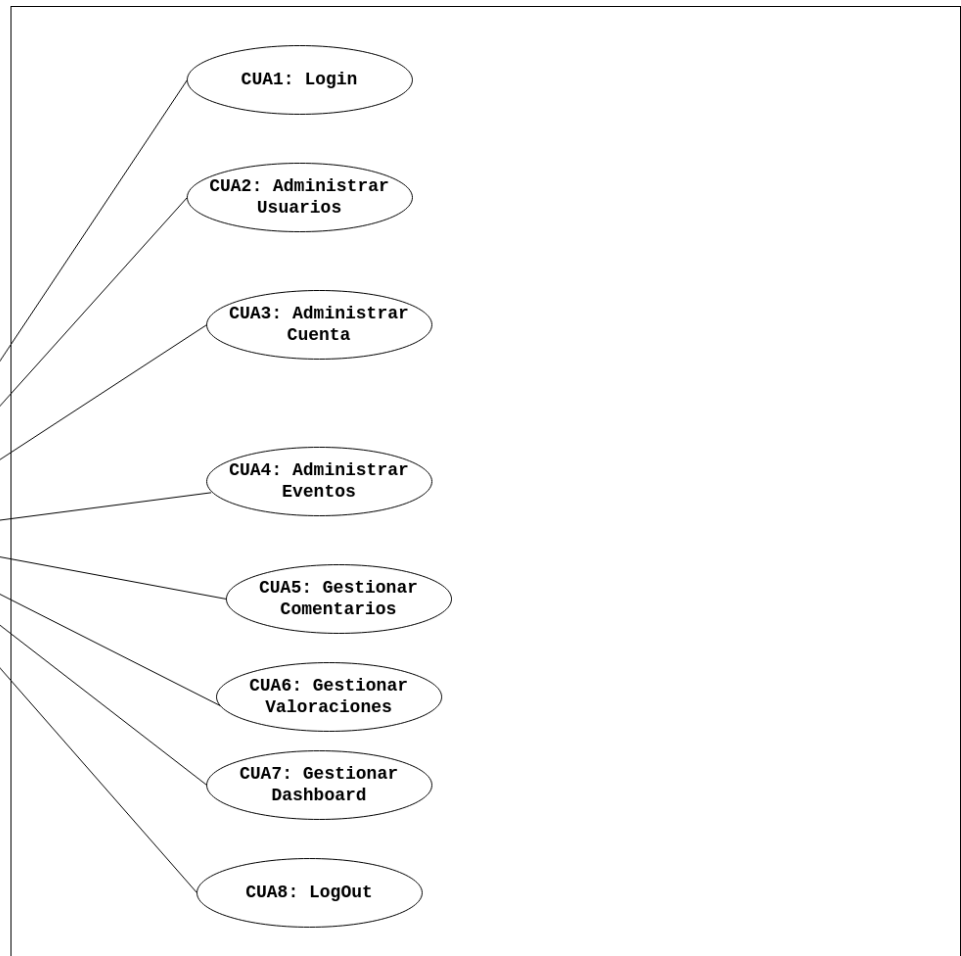 CUA1: Login
CUA2: Administrar
Usuarios
CUA3: Administrar
Cuenta
CUA4: Administrar
Eventos
CUA5: Gestionar
Comentarios
CUA6: Gestionar
Valoraciones
CUA7: Gestionar
Dashboard
CUA8: LogOut